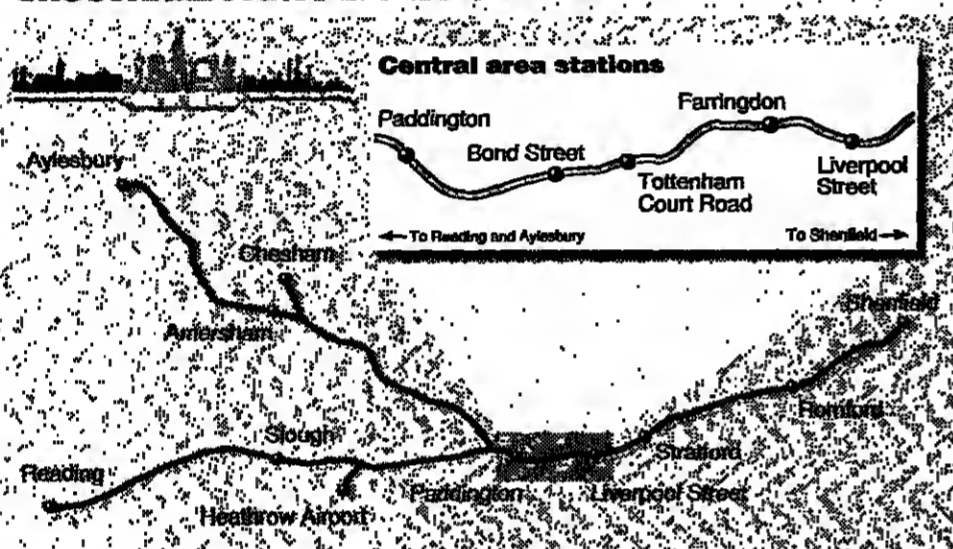 Central area stations
Paddington
Bond Street
Tottenham
Court Road
Farringdon
Liverpool
Street
To Reading and Aylesbury
To Shenfield
Aylesbury
Chesham
Amersham
Slough
Reading
Heathrow Airport
Paddington
Liverpool Street
Stratford
Romford
Shenfield